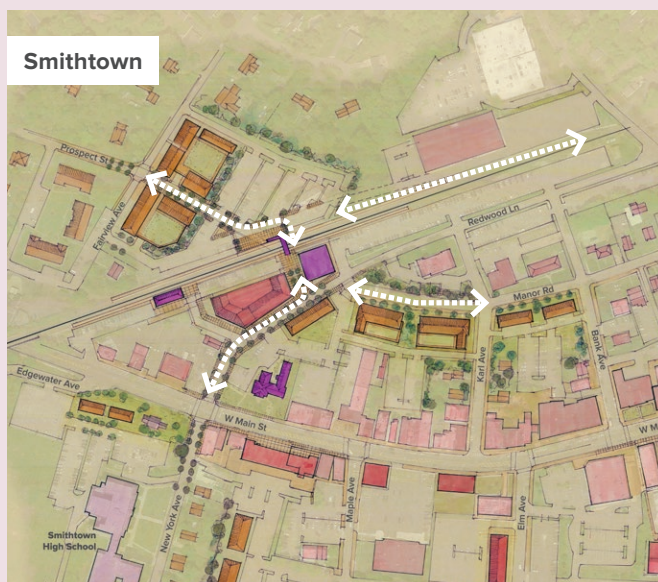 Smithtown
Prospect St
Fairview Ave
Redwood Ln
Manor Rd
Bank Ave
Karl Ave
Edgewater Ave
W Main St
W M
Maple Ave
Elm Ave
New York Ave
Smithtown
High School